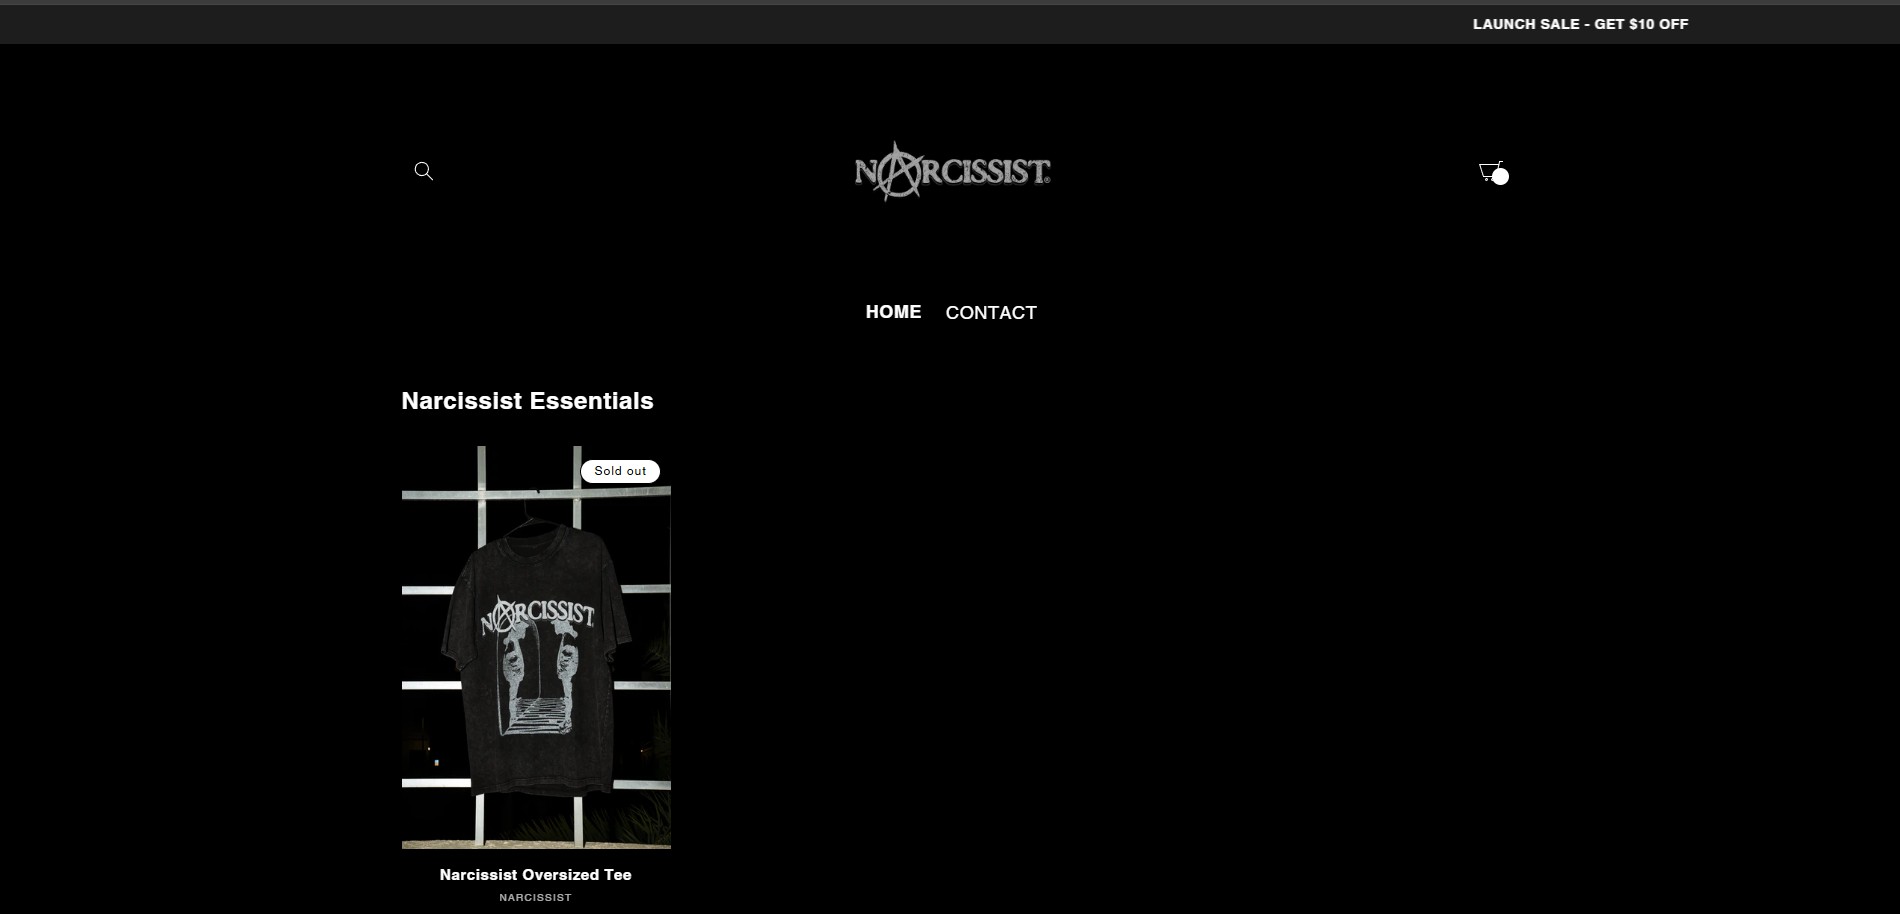 LAUNCH SALE - GET $10 OFF
NARCISSIST
HOME CONTACT
Narcissist Essentials
Sold out
NARCISSIST
Narcissist Oversized Tee
NARCISSIST